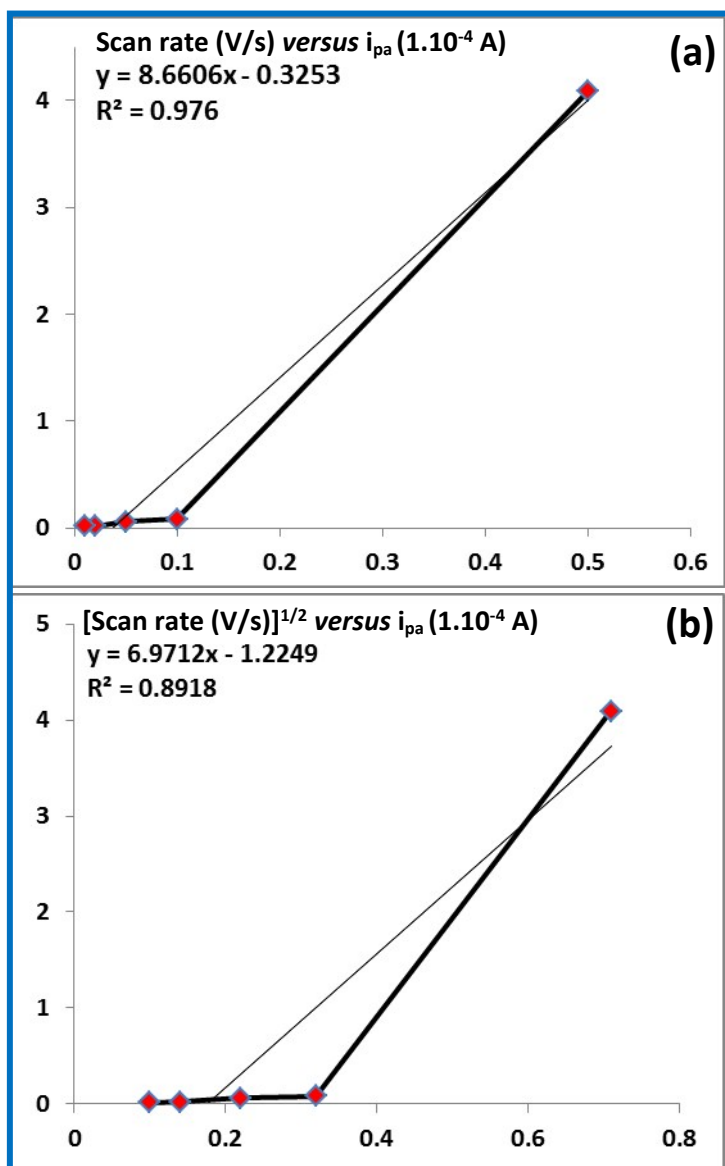 Scan rate (V/s) versus ipa (1.10-4 A)
(a)
y = 8.6606x - 0.3253
R² = 0.976
4
3
2
1
0
0 0.1 0.2 0.3 0.4 0.5 0.6
[Scan rate (V/s)]1/2 versus ipa (1.10-4 A)
(b)
y = 6.9712x - 1.2249
R² = 0.8918
5
4
3
2
1
0
0 0.2 0.4 0.6 0.8